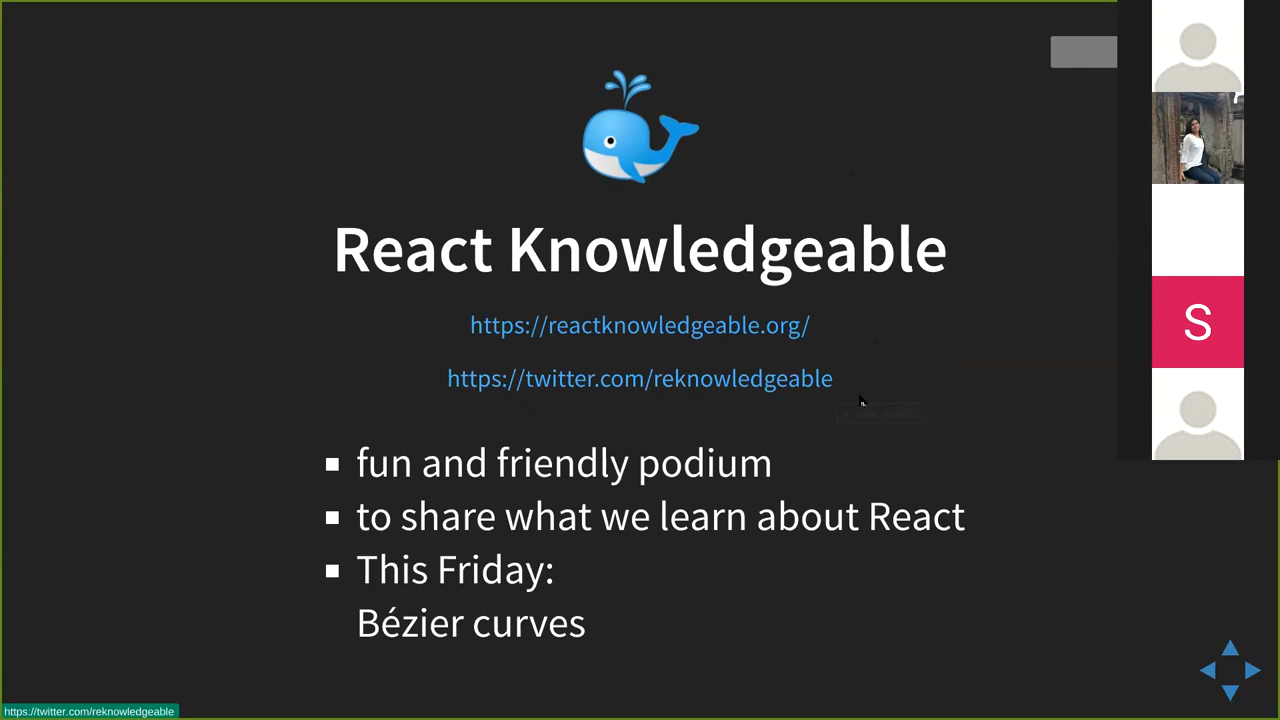 React Knowledgeable
https://reactknowledgeable.org/
https://twitter.com/reknowledgeable
fun and friendly podium
to share what we learn about React
This Friday:
Bézier curves
S
https://twitter.com/reknowledgeable